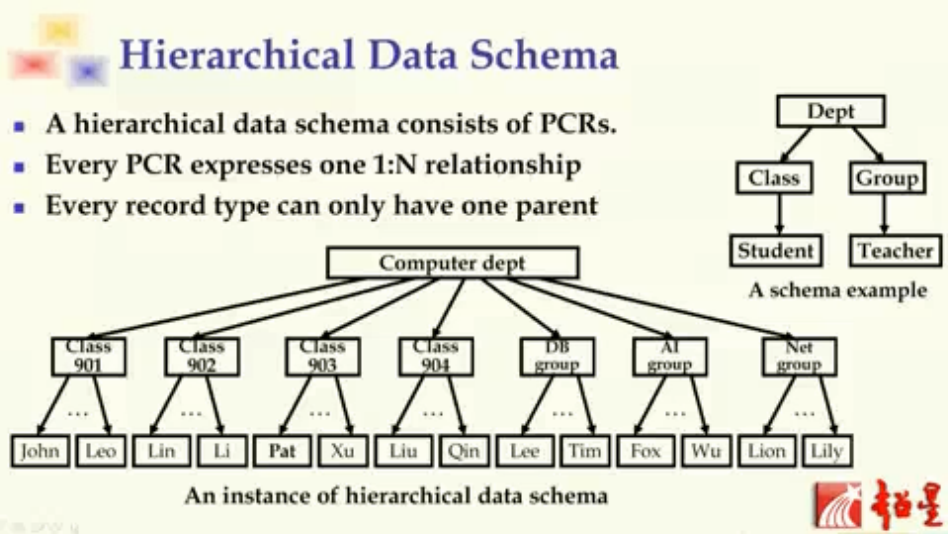 Hierarchical Data Schema
A hierarchical data schema consists of PCRs.
Every PCR expresses one 1:N relationship
Every record type can only have one parent
Dept
Class Group
Student Teacher
A schema example
Computer dept
Class 901
Class 902
Class 903
Class 904
DB group
AI group
Net group
... ... ... ... ... ... ...
John Leo Lin Li Pat Xu Liu Qin Lee Tim Fox Wu Lion Lily
An instance of hierarchical data schema